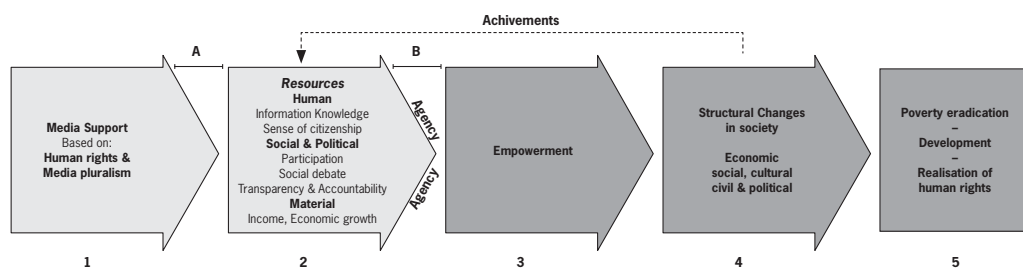 Achivements
A
B
Media Support
Based on:
Human rights &
Media pluralism
Resources
Human
Information Knowledge
Sense of citizenship
Social & Political
Participation
Social debate
Transparency & Accountability
Material
Income, Economic growth
Agency
Agency
Empowerment
Structural Changes
in society
Economic
social, cultural
civil & political
Poverty eradication
–
Development
–
Realisation of
human rights
1
2
3
4
5